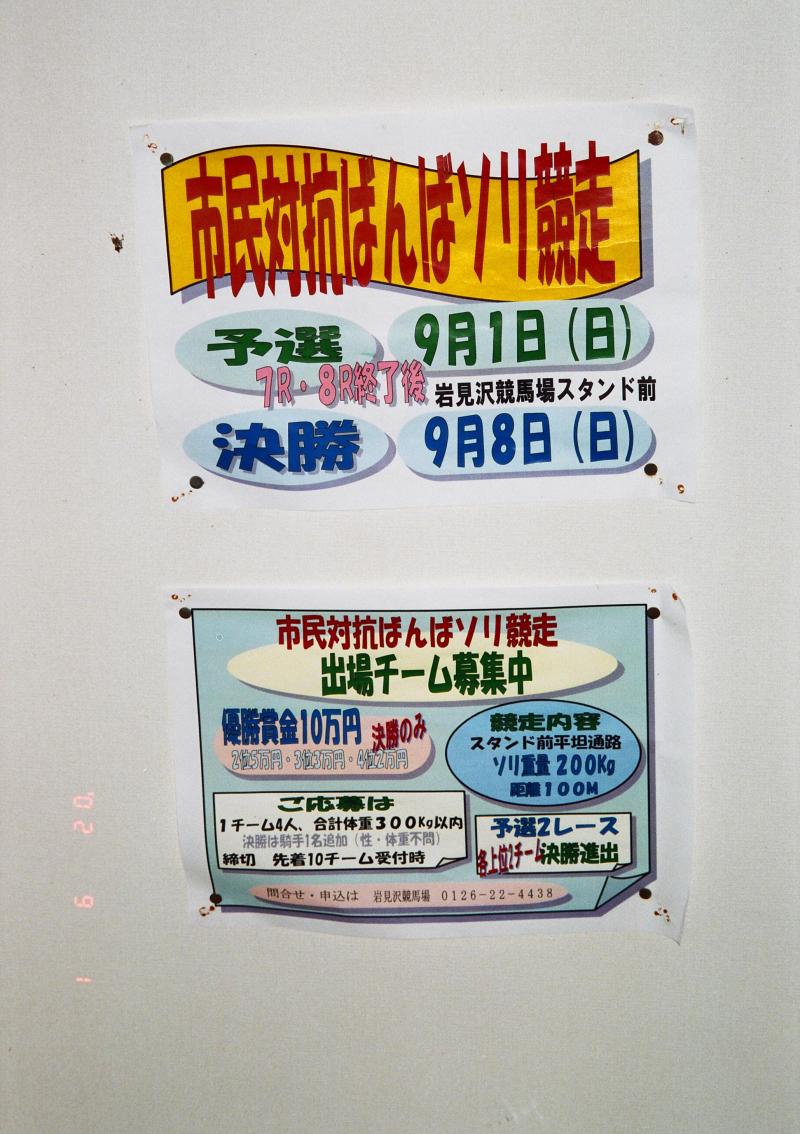 市民対抗ばんばソリ競走
予選 9月1日(日)
7R・8R終了後 岩見沢競馬場スタンド前
決勝 9月8日(日)
市民対抗ばんばソリ競走
出場チーム募集中
優勝賞金10万円 決勝のみ
2位5万円・3位3万円・4位2万円
競走内容
スタンド前平坦通路
ソリ重量 200Kg
距離100M
ご応募は
1チーム4人、合計体重300Kg以内
決勝は騎手1名追加(性・体重不問)
締切 先着10チーム受付時
予選2レース
各上位2チーム決勝進出
問合せ・申込は 岩見沢競馬場 0126-22-4438
1 9 '02